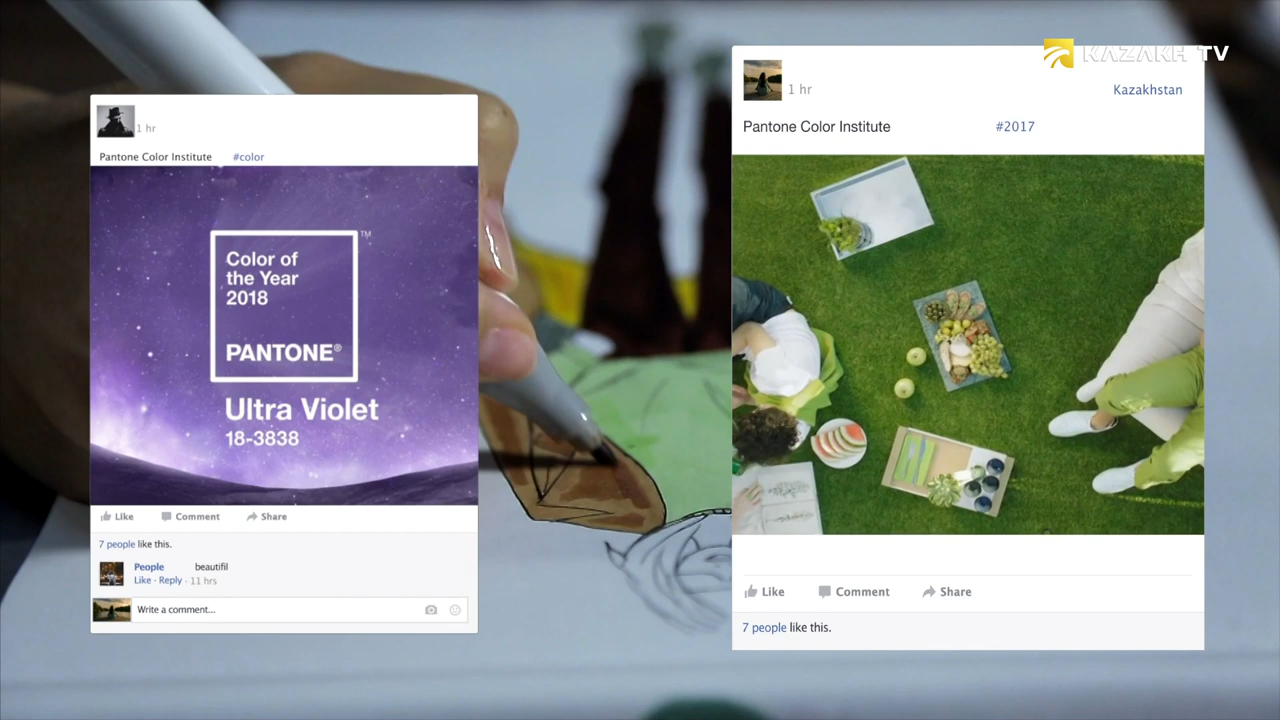 KAZAKH TV
1 hr
Pantone Color Institute #color
Color of
the Year
2018
PANTONE®
TM
Ultra Violet
18-3838
Like Comment Share
7 people like this.
People beautifil
Like · Reply · 11 hrs
Write a comment...
1 hr Kazakhstan
Pantone Color Institute #2017
Like Comment Share
7 people like this.